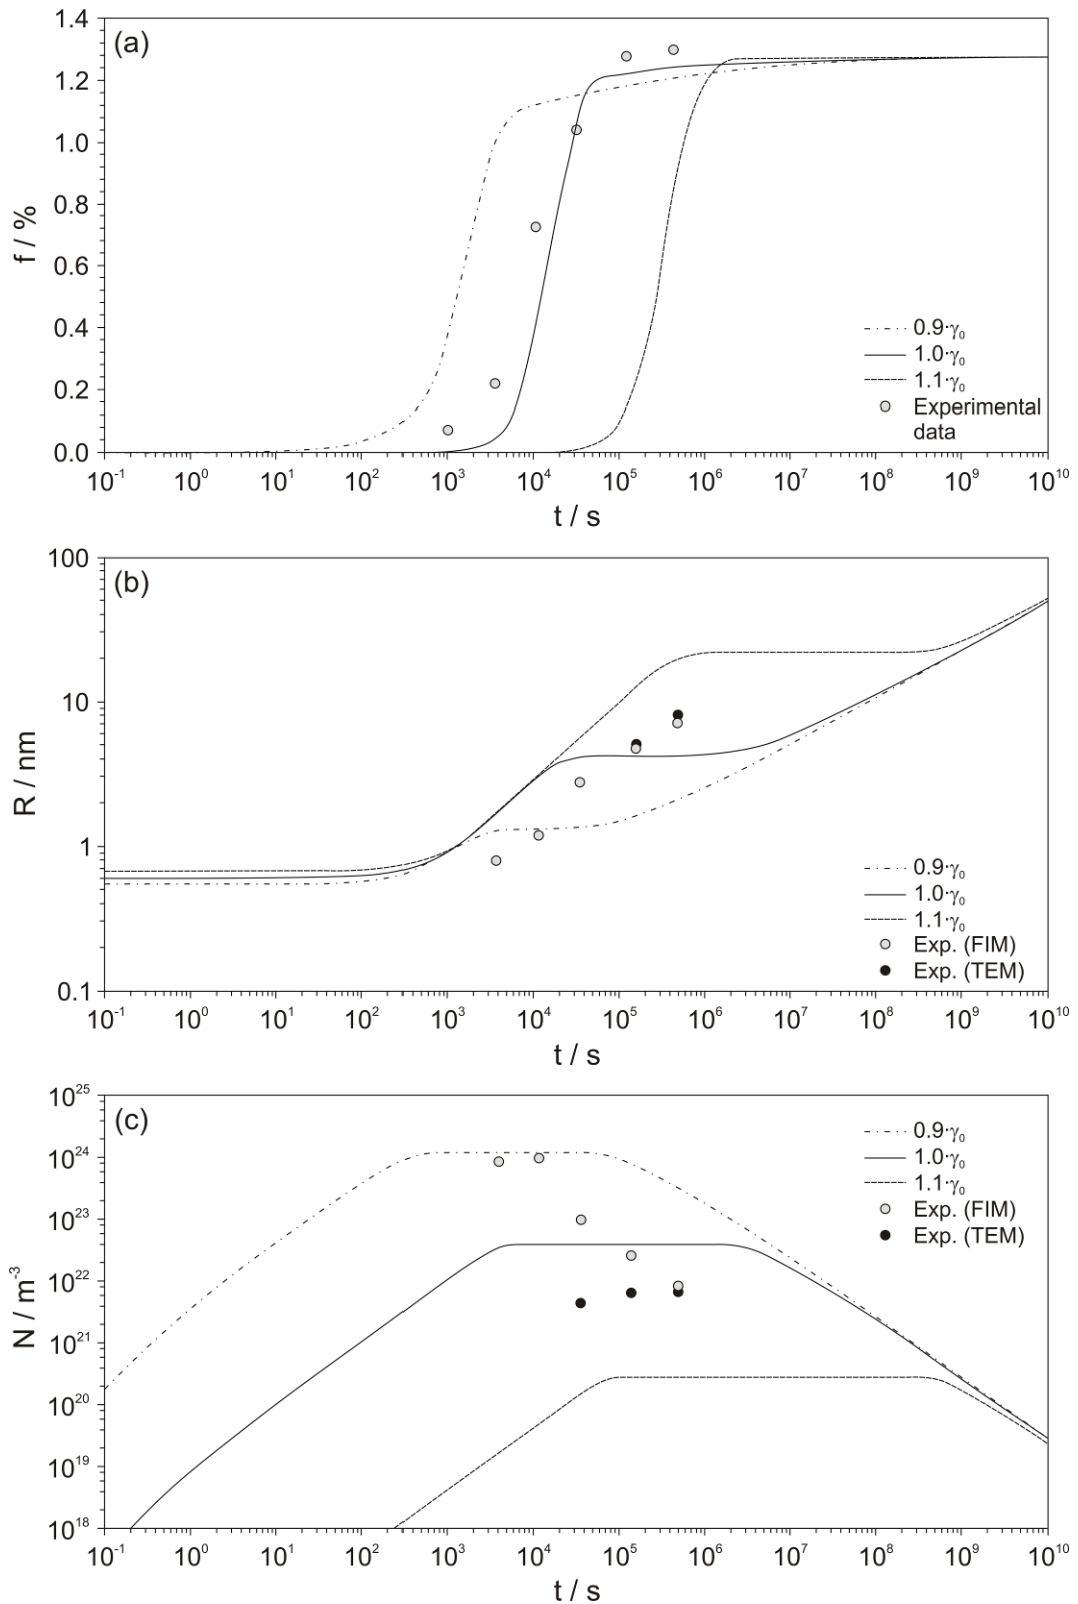 (a)
f / %
1.4
1.2
1.0
0.8
0.6
0.4
0.2
0.0
0.9·γ₀
1.0·γ₀
1.1·γ₀
Experimental
data
10⁻¹ 10⁰ 10¹ 10² 10³ 10⁴ 10⁵ 10⁶ 10⁷ 10⁸ 10⁹ 10¹⁰
t / s
(b)
R / nm
100
10
1
0.1
0.9·γ₀
1.0·γ₀
1.1·γ₀
Exp. (FIM)
Exp. (TEM)
10⁻¹ 10⁰ 10¹ 10² 10³ 10⁴ 10⁵ 10⁶ 10⁷ 10⁸ 10⁹ 10¹⁰
t / s
(c)
N / m⁻³
10²⁵
10²⁴
10²³
10²²
10²¹
10²⁰
10¹⁹
10¹⁸
0.9·γ₀
1.0·γ₀
1.1·γ₀
Exp. (FIM)
Exp. (TEM)
10⁻¹ 10⁰ 10¹ 10² 10³ 10⁴ 10⁵ 10⁶ 10⁷ 10⁸ 10⁹ 10¹⁰
t / s